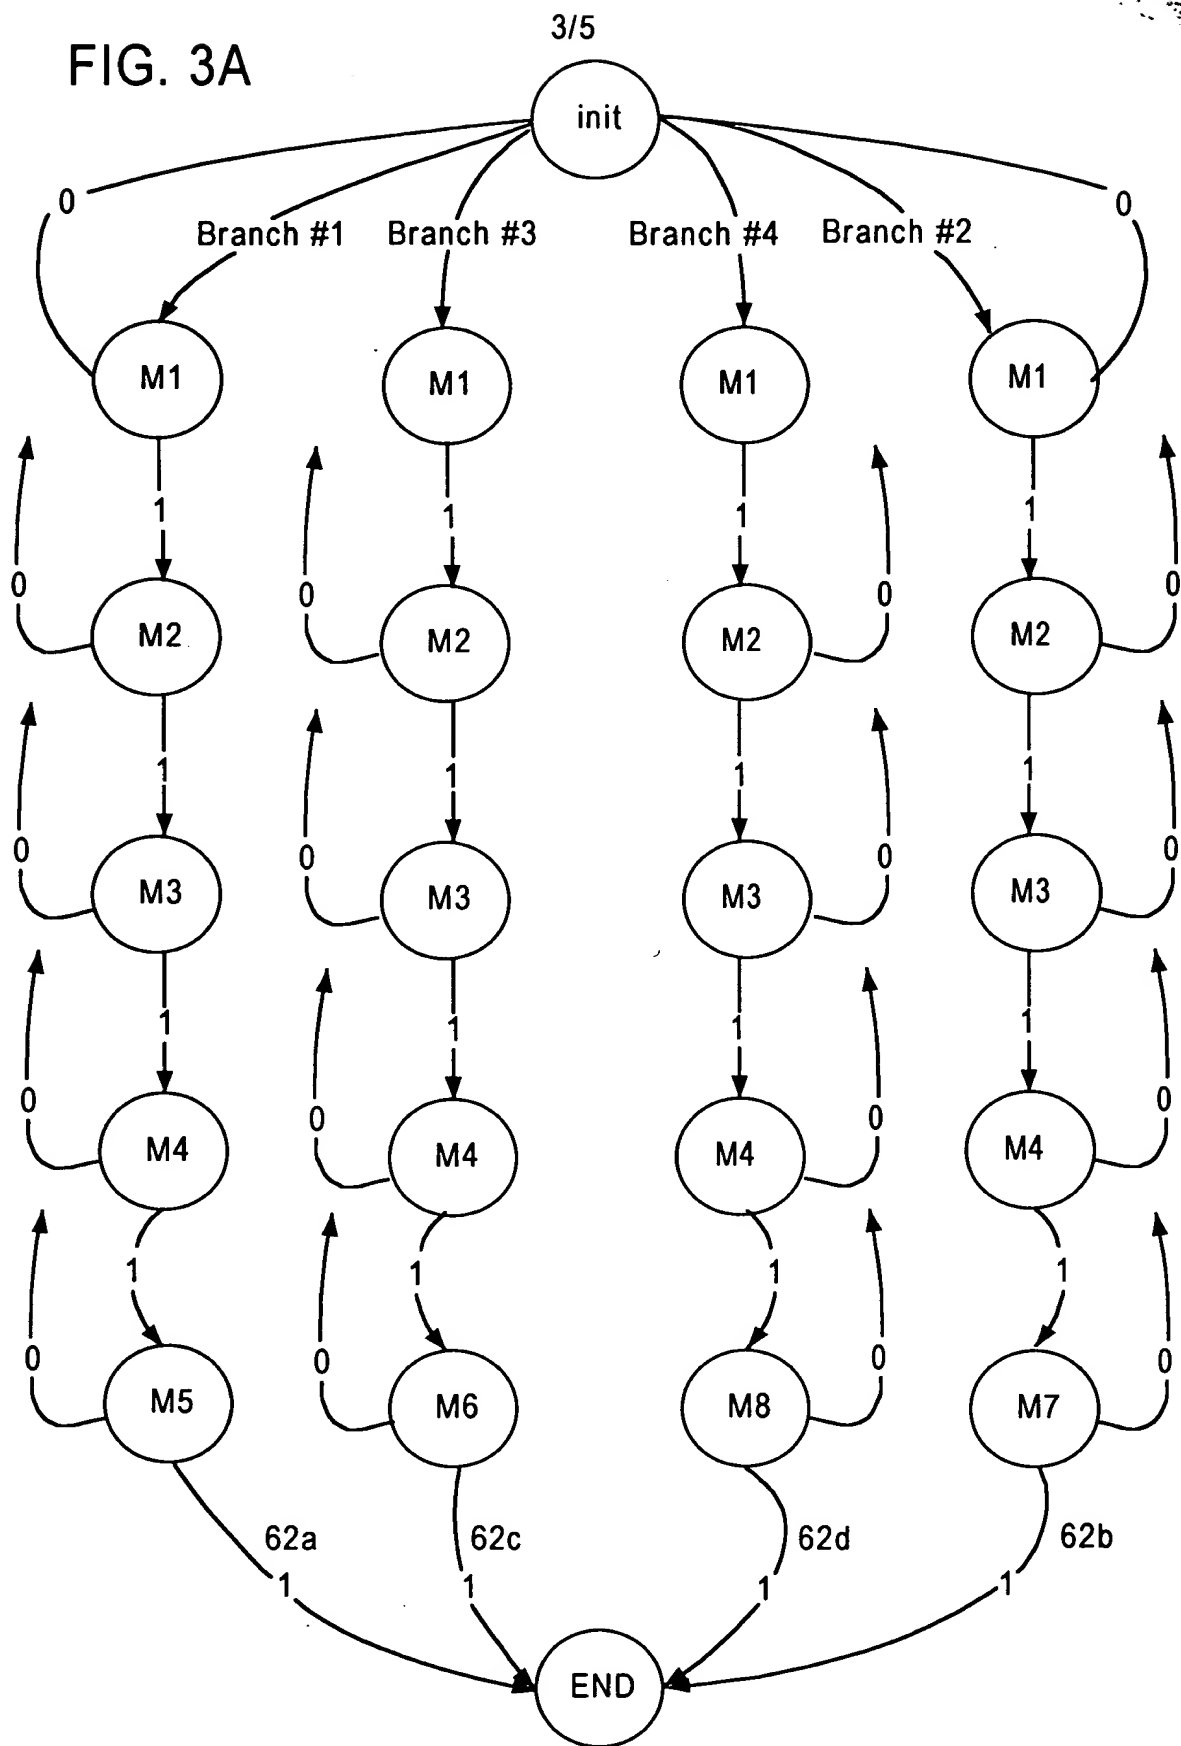 3/5
FIG. 3A
init
0 0
Branch #1 Branch #3 Branch #4 Branch #2
M1 M1 M1 M1
1 1 1 1
0 0 0 0
M2 M2 M2 M2
1 1 1 1
0 0 0 0
M3 M3 M3 M3
1 1 1 1
0 0 0 0
M4 M4 M4 M4
1 1 1 1
0 0 0 0
M5 M6 M8 M7
62a 62c 62d 62b
1 1 1 1
END